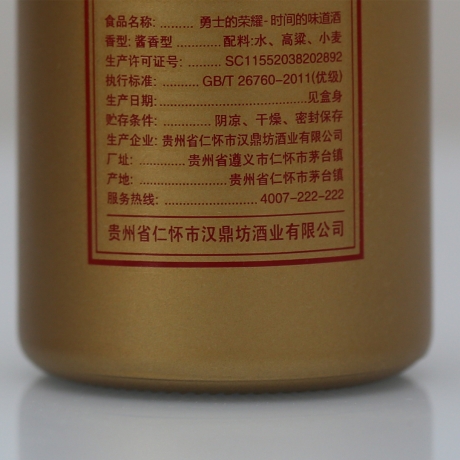 食品名称: ......... 勇士的荣耀-时间的味道酒
香型: 酱香型 ............ 配料:水、高粱、小麦
生产许可证号: ......... SC11552038202892
执行标准: ......... GB/T 26760-2011(优级)
生产日期: ......... 见盒身
贮存条件: ......... 阴凉、干燥、密封保存
生产企业: 贵州省仁怀市汉鼎坊酒业有限公司
厂址: ......... 贵州省遵义市仁怀市茅台镇
产地: ......... 贵州省仁怀市茅台镇
服务热线: ......... 4007-222-222
贵州省仁怀市汉鼎坊酒业有限公司